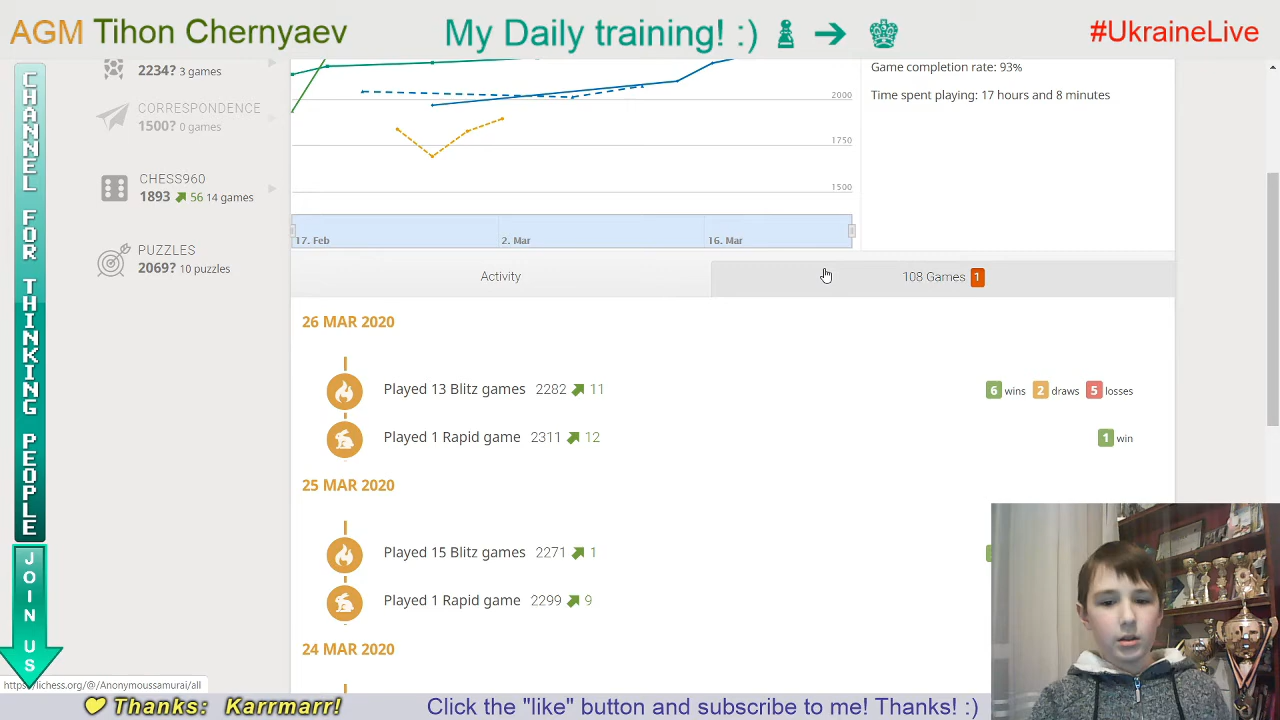 AGM Tihon Chernyaev
My Daily training! :)
#UkraineLive
CHANNEL FOR THINKING PEOPLE
JOIN US
2234? 3 games
CORRESPONDENCE
1500? 0 games
CHESS960
1893 56 14 games
PUZZLES
2069? 10 puzzles
2000
1750
1500
17. Feb
2. Mar
16. Mar
Game completion rate: 93%
Time spent playing: 17 hours and 8 minutes
Activity
108 Games 1
26 MAR 2020
Played 13 Blitz games 2282 11
6 wins 2 draws 5 losses
Played 1 Rapid game 2311 12
1 win
25 MAR 2020
Played 15 Blitz games 2271 1
Played 1 Rapid game 2299 9
24 MAR 2020
https://lichess.org/@/Anonymoussamurai/all
Thanks: Karrmarr!
Click the "like" button and subscribe to me! Thanks! :)